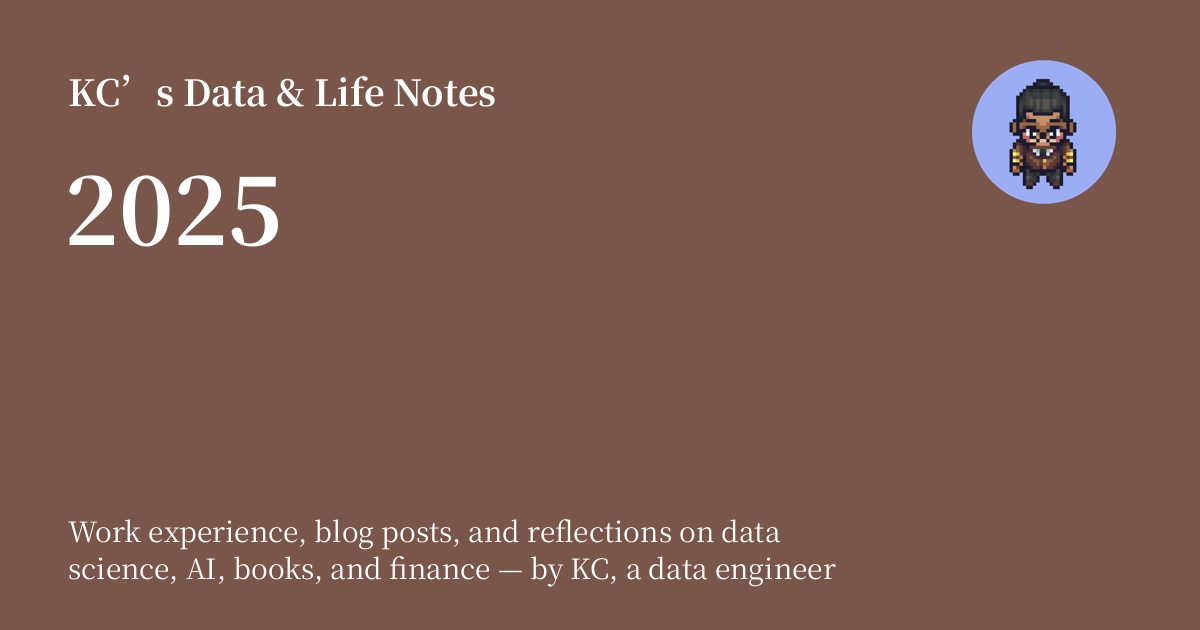 KC’s Data & Life Notes
2025
Work experience, blog posts, and reflections on data
science, AI, books, and finance — by KC, a data engineer